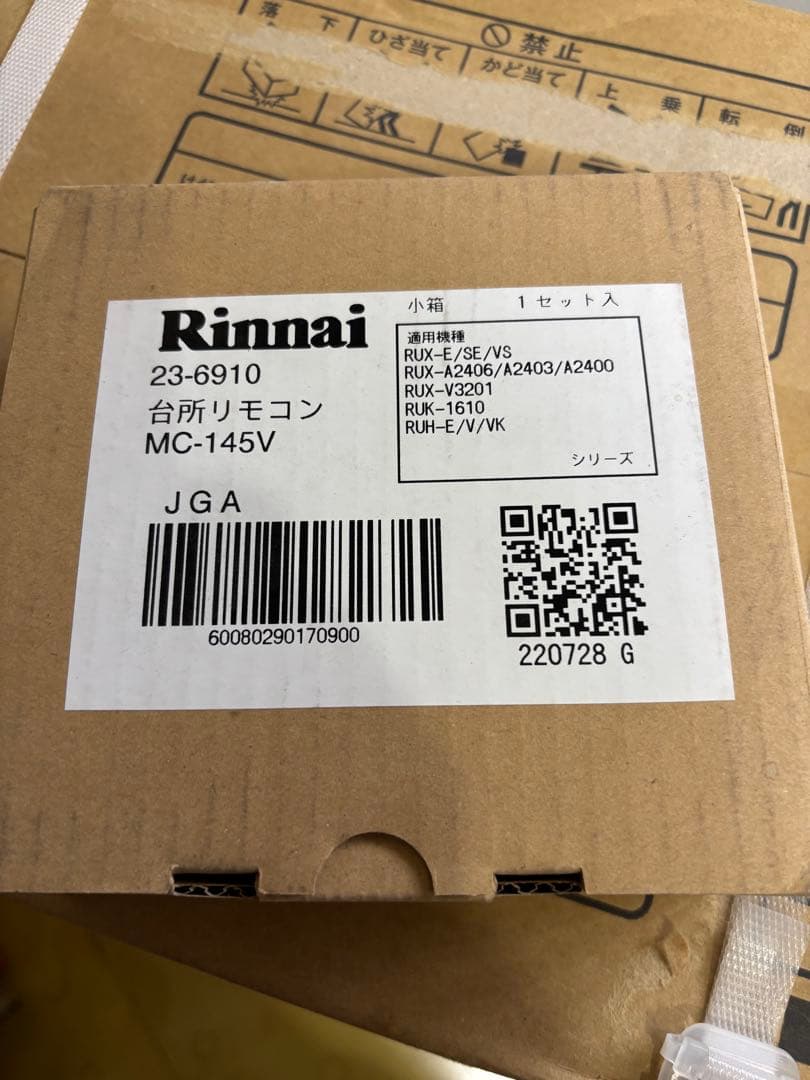 落 下
ひざ当て
禁止
かど当て
上 乗
転 倒
Rinnai
23-6910
台所リモコン
MC-145V
小箱 1セット入
適用機種
RUX-E/SE/VS
RUX-A2406/A2403/A2400
RUX-V3201
RUK-1610
RUH-E/V/VK
シリーズ
JGA
60080290170900
220728 G